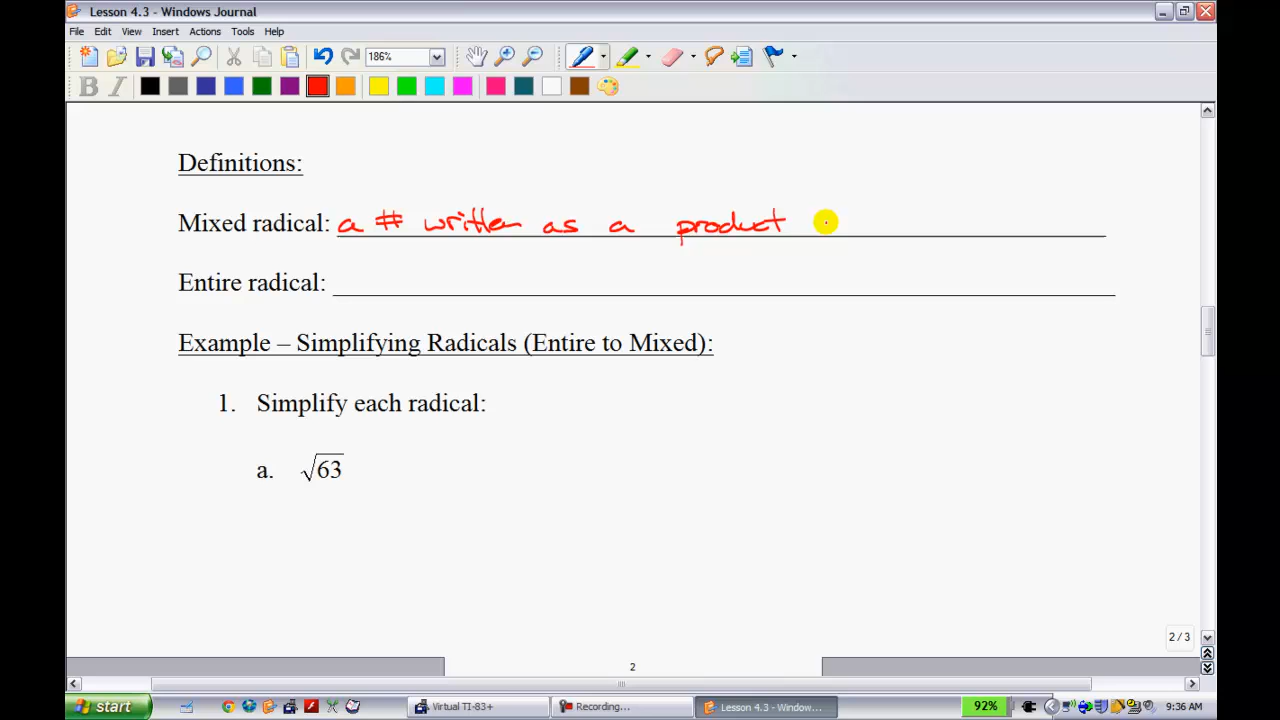 Lesson 4.3 - Windows Journal
File Edit View Insert Actions Tools Help
186%
B I
Definitions:
Mixed radical: a # written as a product
Entire radical:
Example – Simplifying Radicals (Entire to Mixed):
1. Simplify each radical:
a. √63
2/3
2
start Virtual TI-83+ Recording... Lesson 4.3 - Window... 92% 9:36 AM